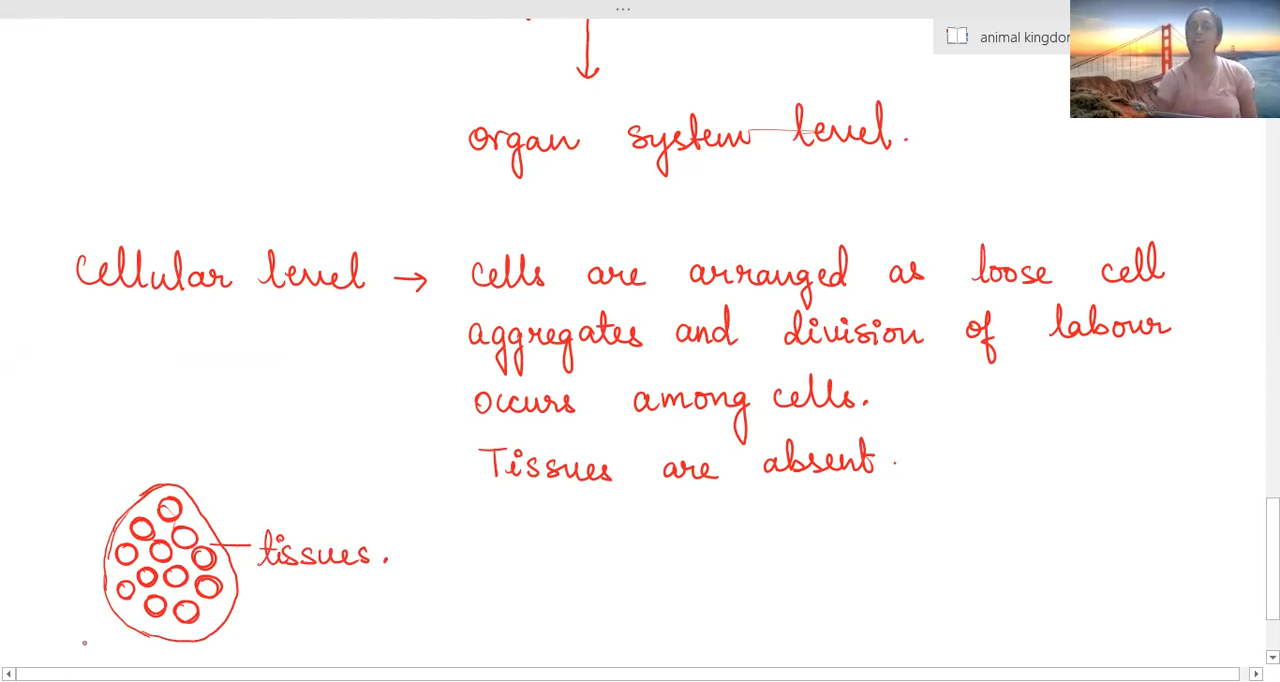 animal kingdo
organ system level.
Cellular level → cells are arranged as loose cell
aggregates and division of labour
occurs among cells.
Tissues are absent.
tissues.